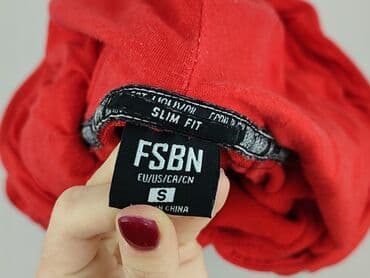 SLIM FIT
FSBN
EU/US/CA/CN
S
IN CHINA